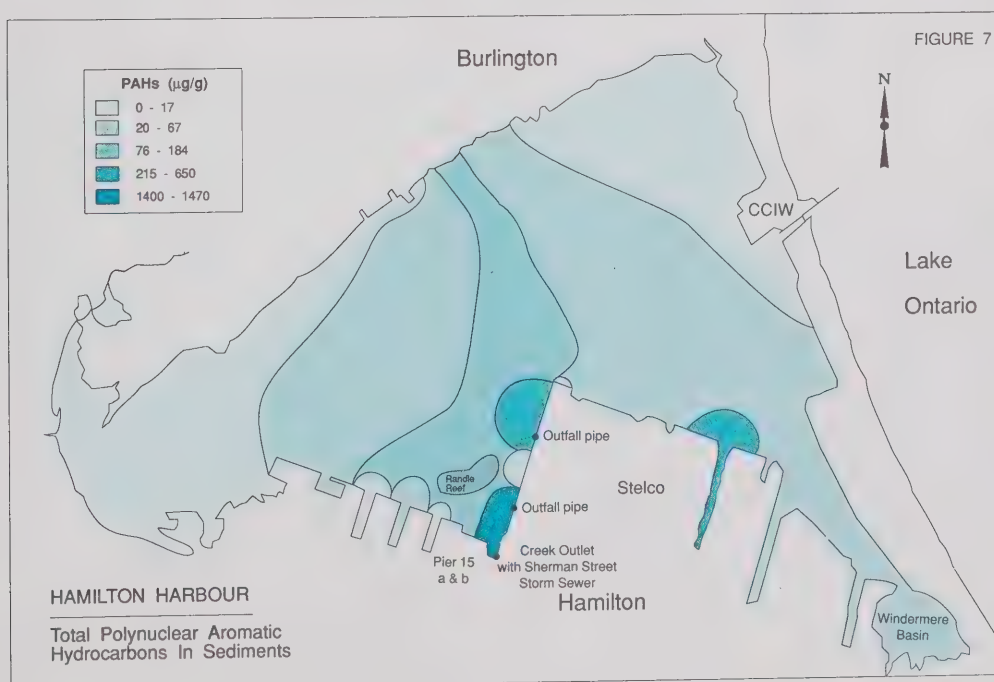 FIGURE 7
Burlington
PAHs (µg/g)
0 - 17
20 - 67
76 - 184
215 - 650
1400 - 1470
N
CCIW
Lake
Ontario
Outfall pipe
Randle
Reef
Stelco
Outfall pipe
Pier 15
a & b
Creek Outlet
with Sherman Street
Storm Sewer
Hamilton
Windermere
Basin
HAMILTON HARBOUR
Total Polynuclear Aromatic
Hydrocarbons In Sediments